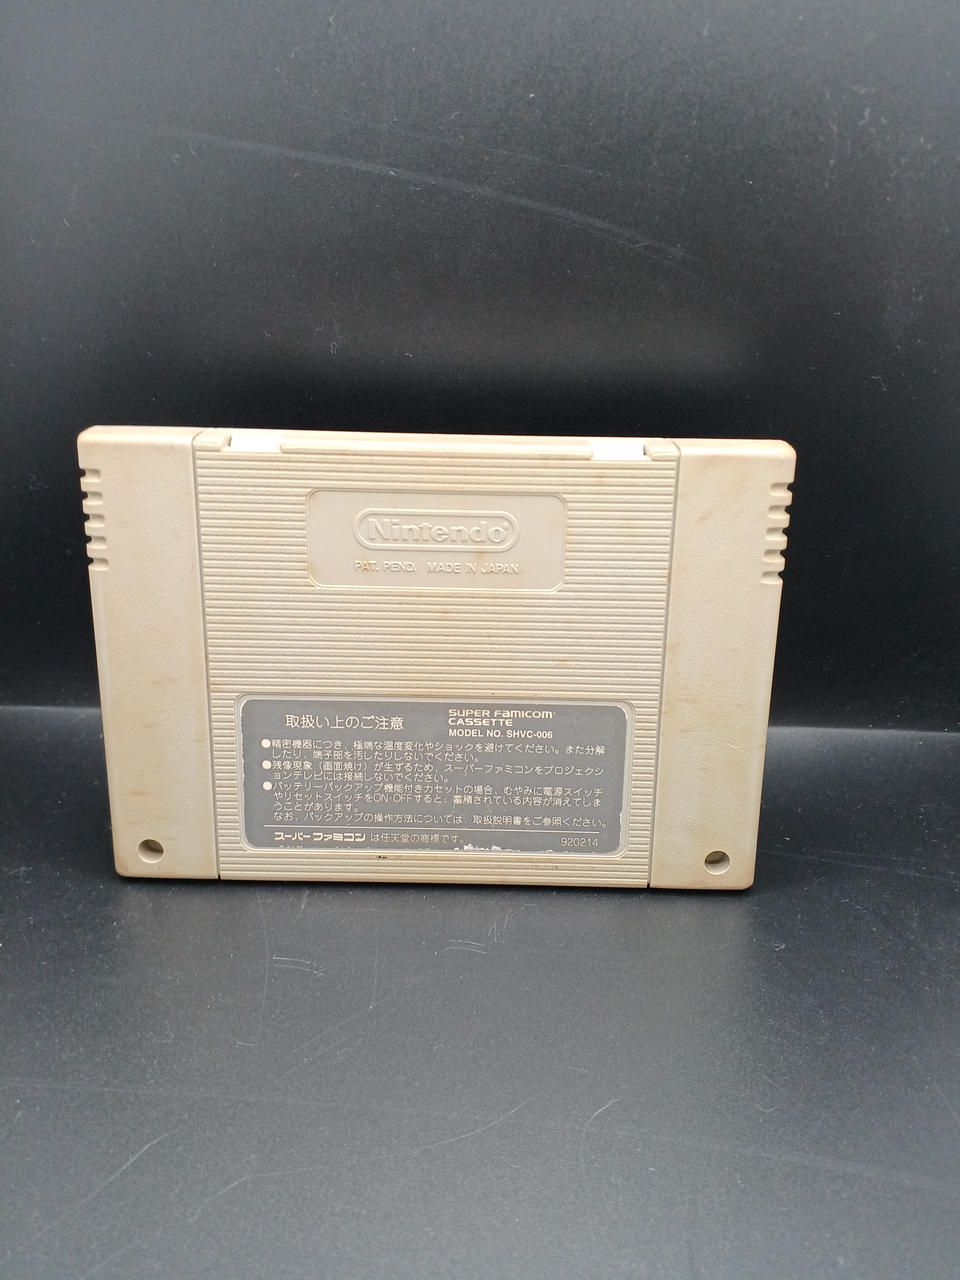 Nintendo®
PAT. PEND. MADE IN JAPAN
取扱い上のご注意
SUPER FAMICOM
CASSETTE
MODEL NO. SHVC-006
●精密機器につき、極端な温度変化やショックを避けてください。また分解
したり、端子部を汚したりしないでください。
●残像現象(画面焼け)が生ずるため、スーパーファミコンをプロジェクシ
ョンテレビには接続しないでください。
●バッテリーバックアップ機能付きカセットの場合、むやみに電源スイッチ
やリセットスイッチをON・OFFすると、蓄積されている内容が消えてしま
うことがあります。
なお、バックアップの操作方法については、取扱説明書をご参照ください。
スーパーファミコン は任天堂の商標です。
920214